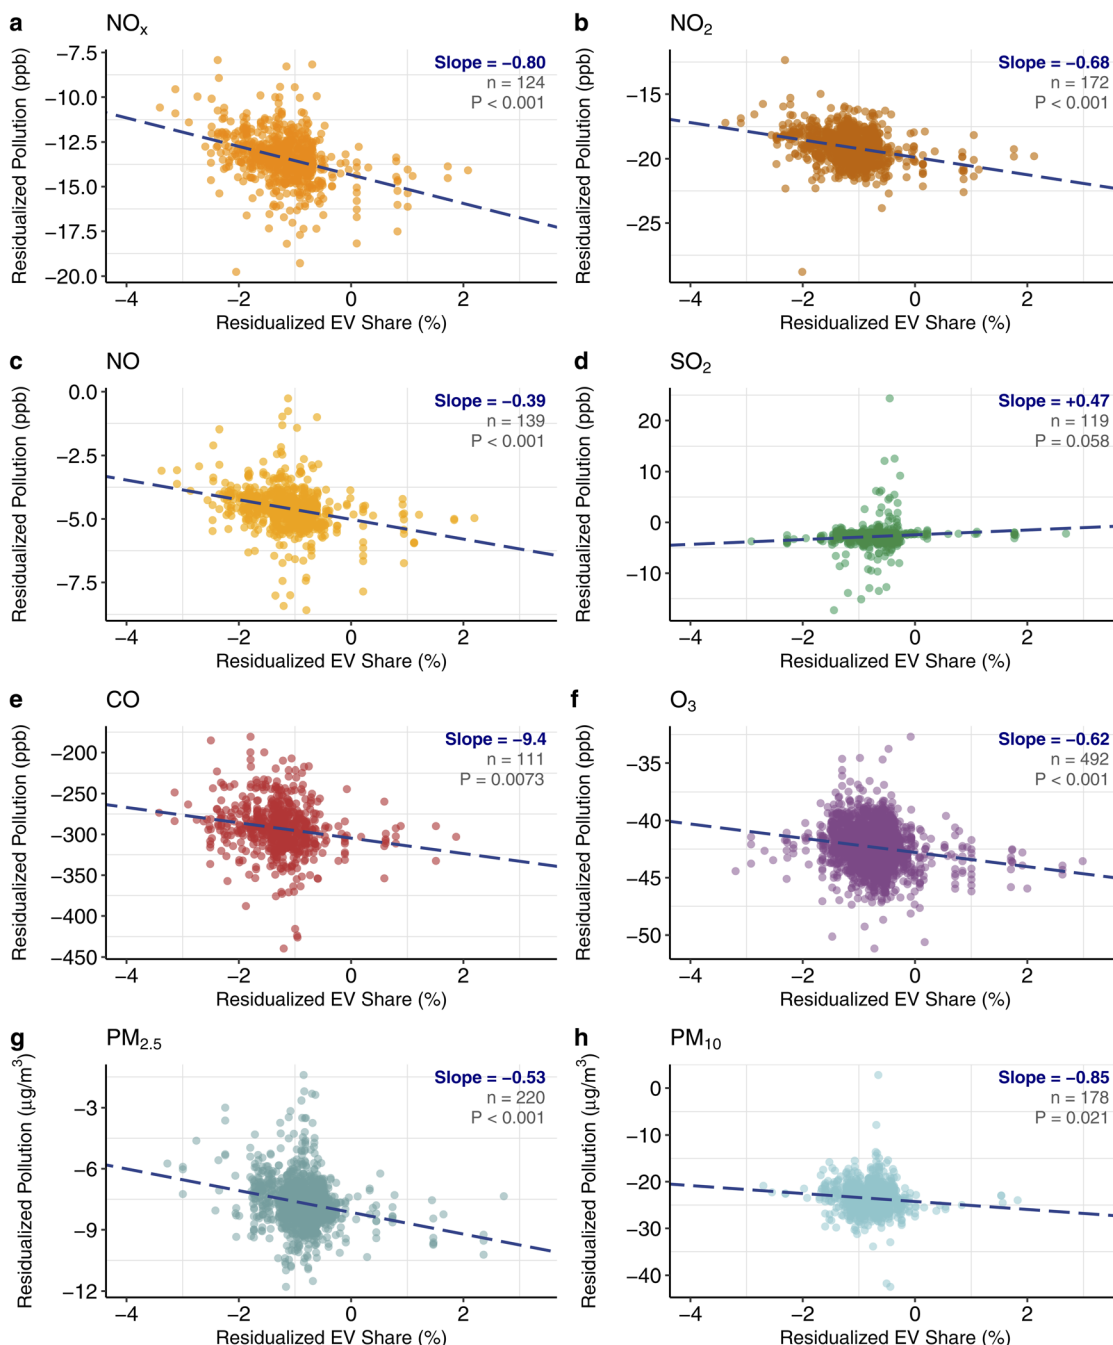 a NOₓ
Slope = −0.80
n = 124
P < 0.001
Residualized Pollution (ppb)
−7.5
−10.0
−12.5
−15.0
−17.5
−20.0
−4 −2 0 2
Residualized EV Share (%)
b NO₂
Slope = −0.68
n = 172
P < 0.001
Residualized Pollution (ppb)
−15
−20
−25
−4 −2 0 2
Residualized EV Share (%)
c NO
Slope = −0.39
n = 139
P < 0.001
Residualized Pollution (ppb)
0.0
−2.5
−5.0
−7.5
−4 −2 0 2
Residualized EV Share (%)
d SO₂
Slope = +0.47
n = 119
P = 0.058
Residualized Pollution (ppb)
20
10
0
−10
−4 −2 0 2
Residualized EV Share (%)
e CO
Slope = −9.4
n = 111
P = 0.0073
Residualized Pollution (ppb)
−200
−250
−300
−350
−400
−450
−4 −2 0 2
Residualized EV Share (%)
f O₃
Slope = −0.62
n = 492
P < 0.001
Residualized Pollution (ppb)
−35
−40
−45
−50
−4 −2 0 2
Residualized EV Share (%)
g PM₂.₅
Slope = −0.53
n = 220
P < 0.001
Residualized Pollution (μg/m³)
−3
−6
−9
−12
−4 −2 0 2
Residualized EV Share (%)
h PM₁₀
Slope = −0.85
n = 178
P = 0.021
Residualized Pollution (μg/m³)
0
−10
−20
−30
−40
−4 −2 0 2
Residualized EV Share (%)